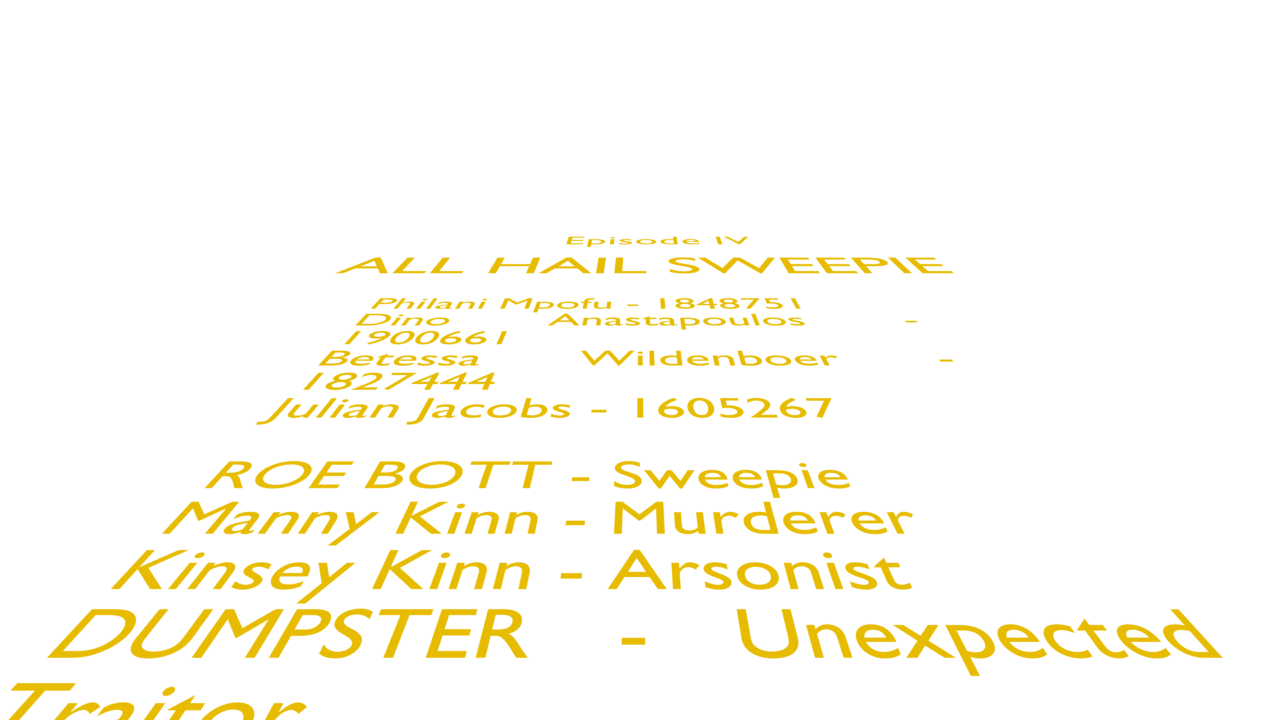 Episode IV
ALL HAIL SWEEPIE
Philani Mpofu - 1848751
Dino Anastapoulos -
1900661
Betessa Wildenboer -
1827444
Julian Jacobs - 1605267
ROE BOTT - Sweepie
Manny Kinn - Murderer
Kinsey Kinn - Arsonist
DUMPSTER - Unexpected
Traitor